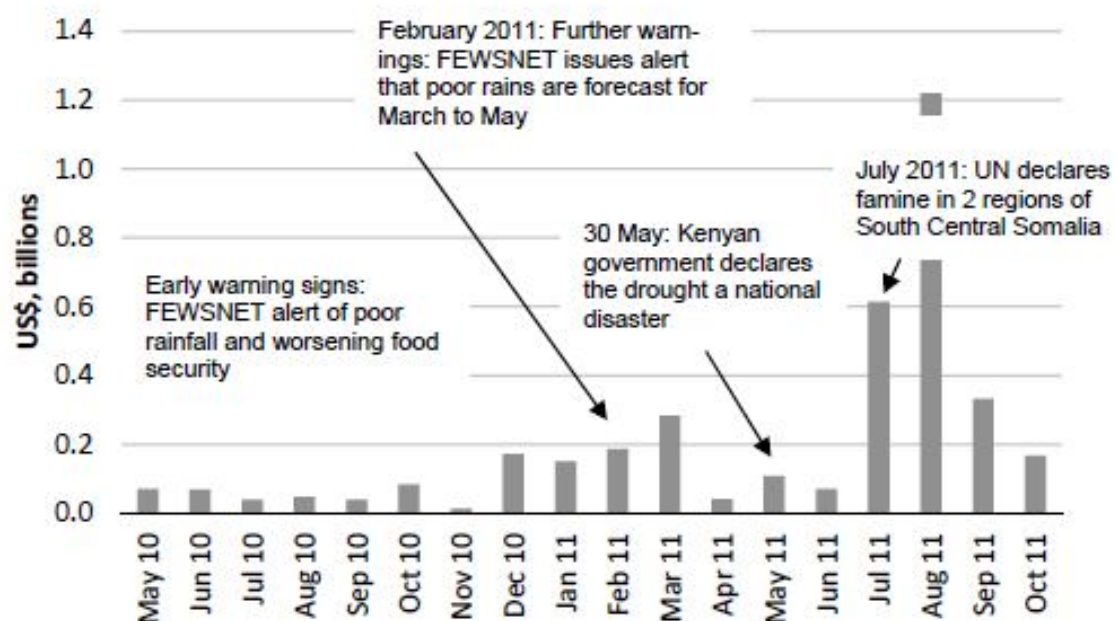 1.4
1.2
1.0
0.8
0.6
0.4
0.2
0.0
US$, billions
February 2011: Further warn-
ings: FEWSNET issues alert
that poor rains are forecast for
March to May
July 2011: UN declares
famine in 2 regions of
South Central Somalia
30 May: Kenyan
government declares
the drought a national
disaster
Early warning signs:
FEWSNET alert of poor
rainfall and worsening food
security
May 10
Jun 10
Jul 10
Aug 10
Sep 10
Oct 10
Nov 10
Dec 10
Jan 11
Feb 11
Mar 11
Apr 11
May 11
Jun 11
Jul 11
Aug 11
Sep 11
Oct 11